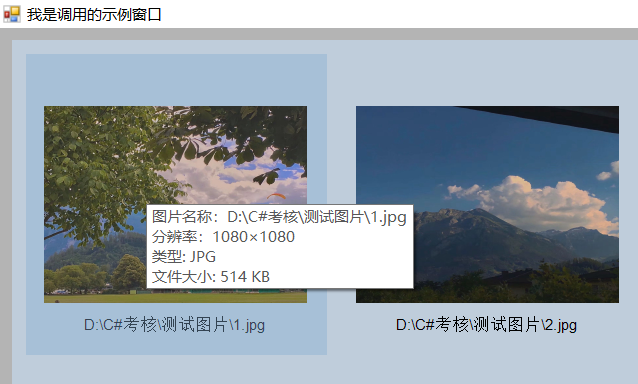 我是调用的示例窗口
图片名称：D:\C#考核\测试图片\1.jpg
分辨率：1080×1080
类型: JPG
文件大小: 514 KB
D:\C#考核\测试图片\1.jpg
D:\C#考核\测试图片\2.jpg